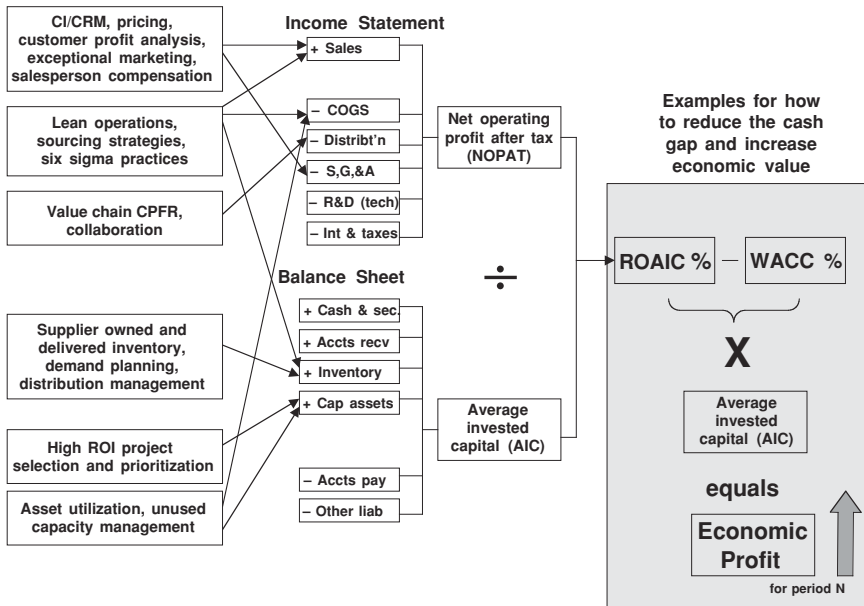 CI/CRM, pricing,
customer profit analysis,
exceptional marketing,
salesperson compensation
Lean operations,
sourcing strategies,
six sigma practices
Value chain CPFR,
collaboration
Supplier owned and
delivered inventory,
demand planning,
distribution management
High ROI project
selection and prioritization
Asset utilization, unused
capacity management
Income Statement
+ Sales
– COGS
– Distribt'n
– S,G,&A
– R&D (tech)
– Int & taxes
Balance Sheet
+ Cash & sec.
+ Accts recv
+ Inventory
+ Cap assets
– Accts pay
– Other liab
Net operating
profit after tax
(NOPAT)
÷
Average
invested
capital (AIC)
Examples for how
to reduce the cash
gap and increase
economic value
ROAIC % – WACC %
X
Average
invested
capital (AIC)
equals
Economic
Profit
for period N